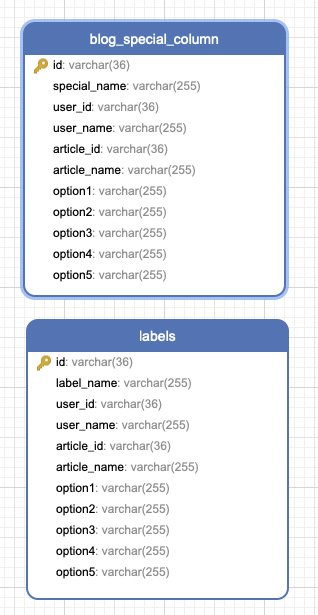 blog_special_column
id: varchar(36)
special_name: varchar(255)
user_id: varchar(36)
user_name: varchar(255)
article_id: varchar(36)
article_name: varchar(255)
option1: varchar(255)
option2: varchar(255)
option3: varchar(255)
option4: varchar(255)
option5: varchar(255)
labels
id: varchar(36)
label_name: varchar(255)
user_id: varchar(36)
user_name: varchar(255)
article_id: varchar(36)
article_name: varchar(255)
option1: varchar(255)
option2: varchar(255)
option3: varchar(255)
option4: varchar(255)
option5: varchar(255)